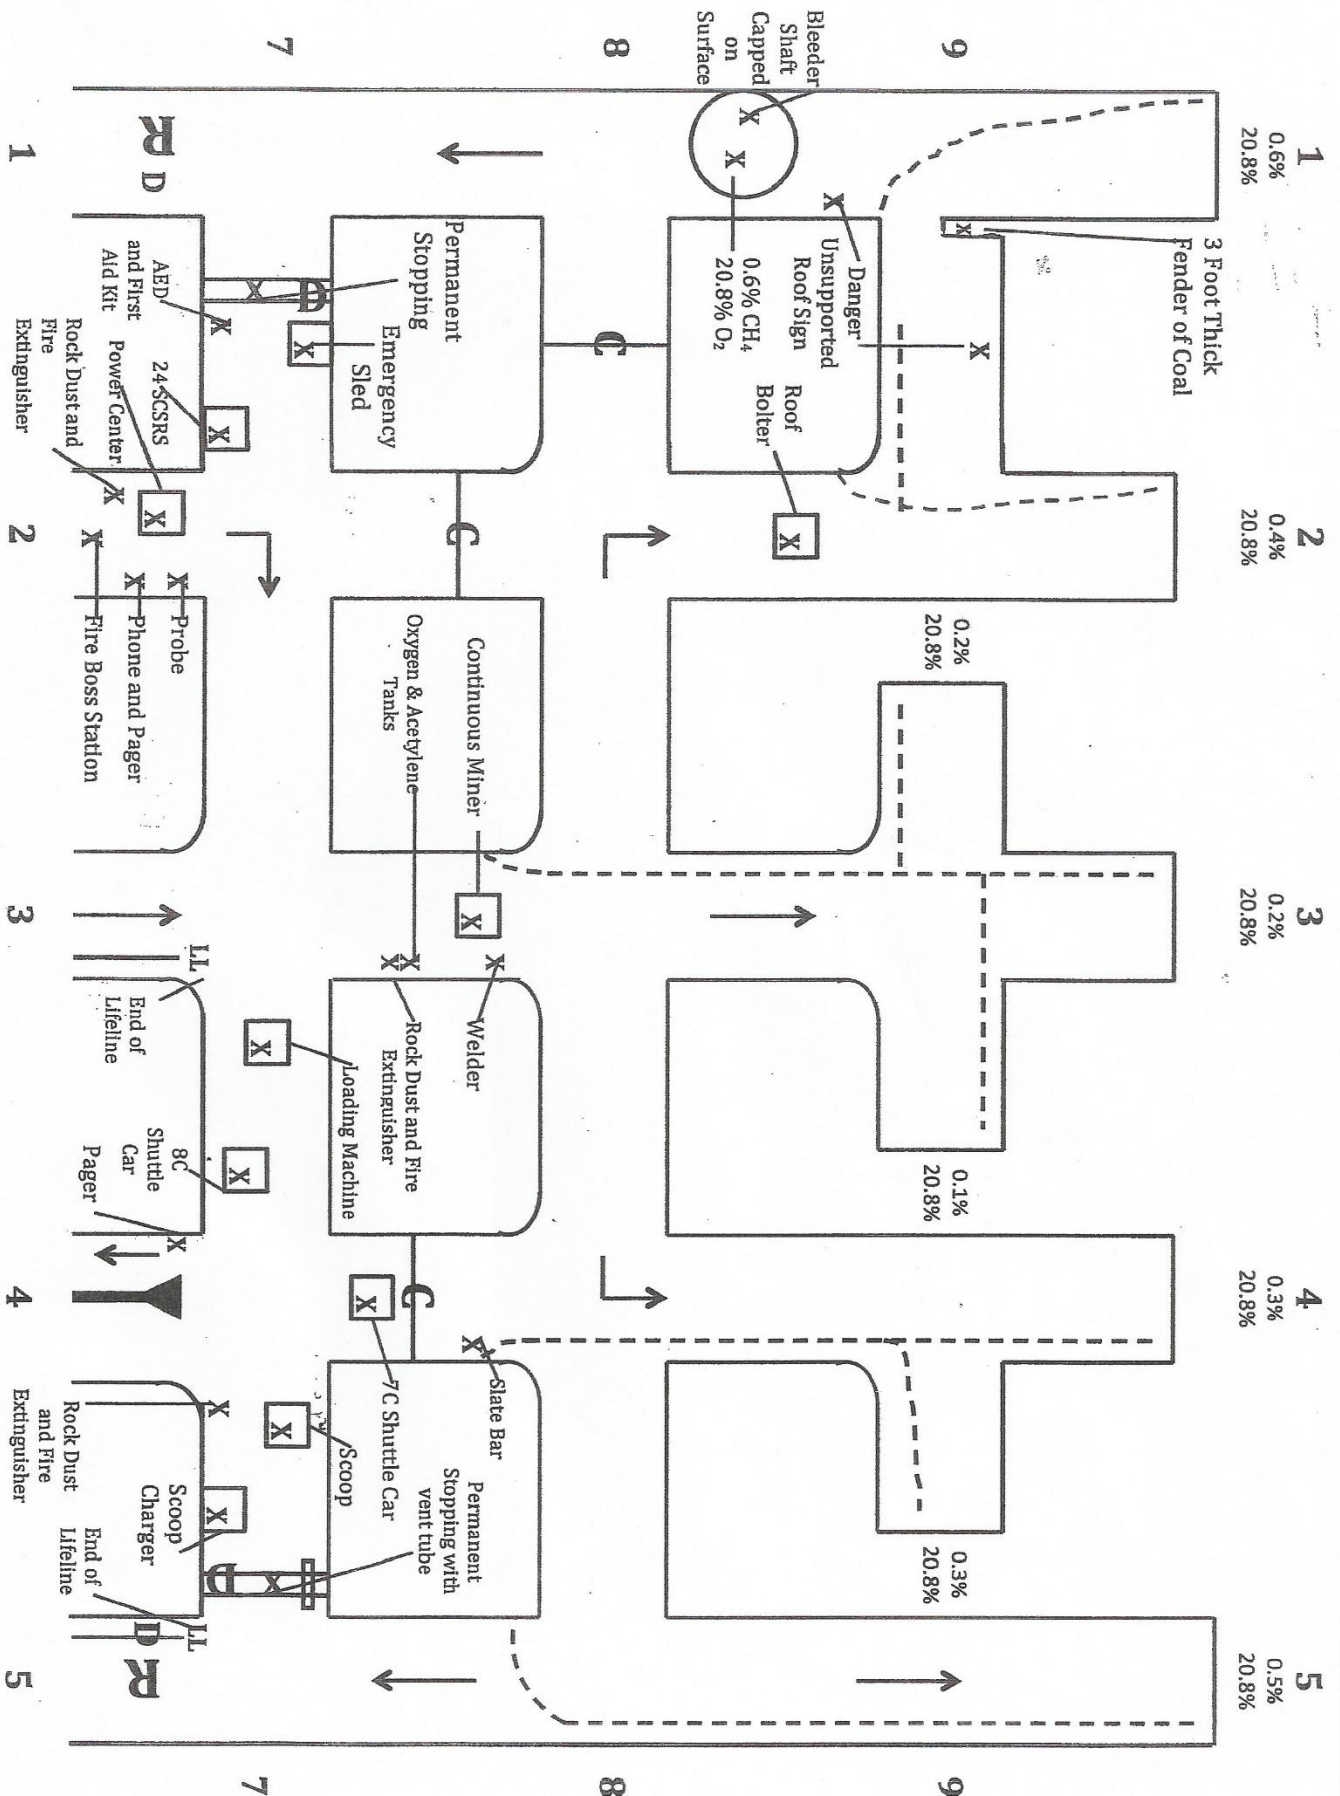 7
8
9
Bleeder
Shaft
Capped
on
Surface
1
0.6%
20.8%
3 Foot Thick
Fender of Coal
X
X
X
X
X
Danger
Unsupported
Roof Sign
0.6% CH₄
20.8% O₂
Roof
Bolter
X
C
Permanent
Stopping
Emergency
Sled
X
D
X
R
D
1
AED
and First
Aid Kit
X
24 SCSRS
X
Power Center
X
Rock Dust and
Fire
Extinguisher
X
2
0.4%
20.8%
C
X
X
X
Probe
Phone and Pager
Fire Boss Station
2
0.2%
20.8%
Continuous Miner
X
Oxygen & Acetylene
Tanks
X
X
X
3
0.2%
20.8%
Welder
Rock Dust and Fire
Extinguisher
Loading Machine
X
3
LL
End of
Lifeline
8C
Shuttle
Car
X
Pager
X
0.1%
20.8%
4
0.3%
20.8%
C
X
7C Shuttle Car
X
Slate Bar
4
Scoop
X
Permanent
Stopping with
vent tube
X
D
X
Rock Dust
and Fire
Extinguisher
Scoop
Charger
X
End of
Lifeline
LL
D
R
0.3%
20.8%
5
0.5%
20.8%
5
7
8
9